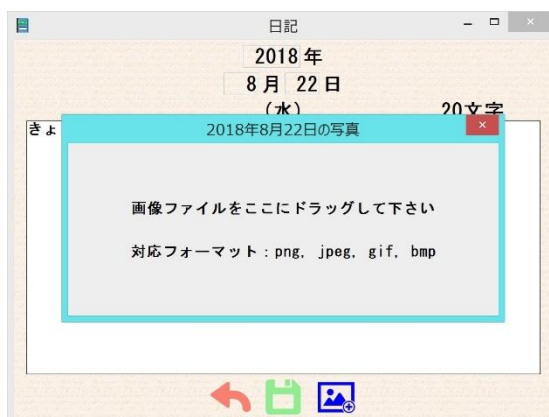 日記
2018 年
8 月 22 日
(水)
20文字
きょ
2018年8月22日の写真
画像ファイルをここにドラッグして下さい
対応フォーマット：png, jpeg, gif, bmp